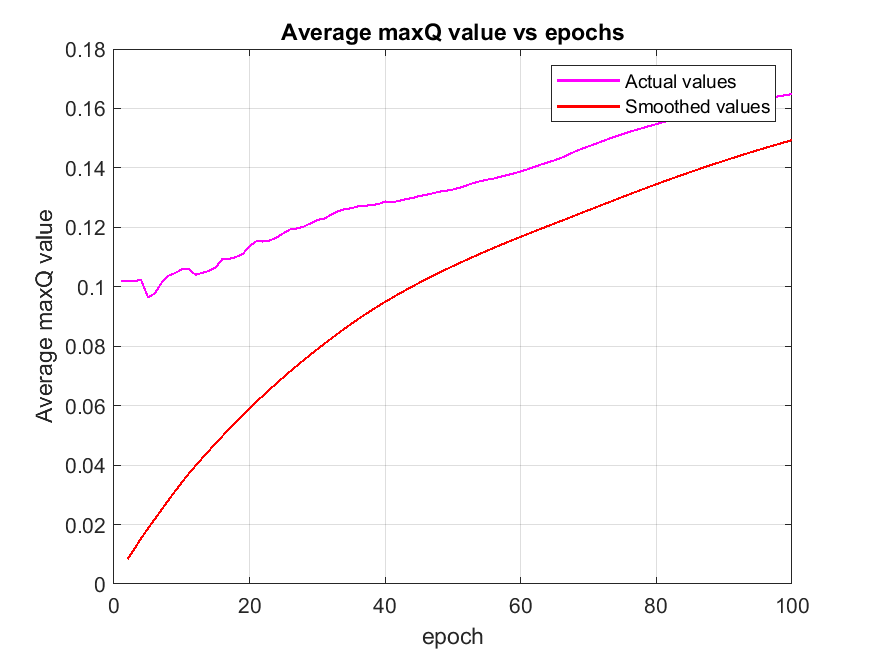 Average maxQ value vs epochs
Actual values
Smoothed values
0.18
0.16
0.14
0.12
0.1
0.08
0.06
0.04
0.02
0
Average maxQ value
0 20 40 60 80 100
epoch